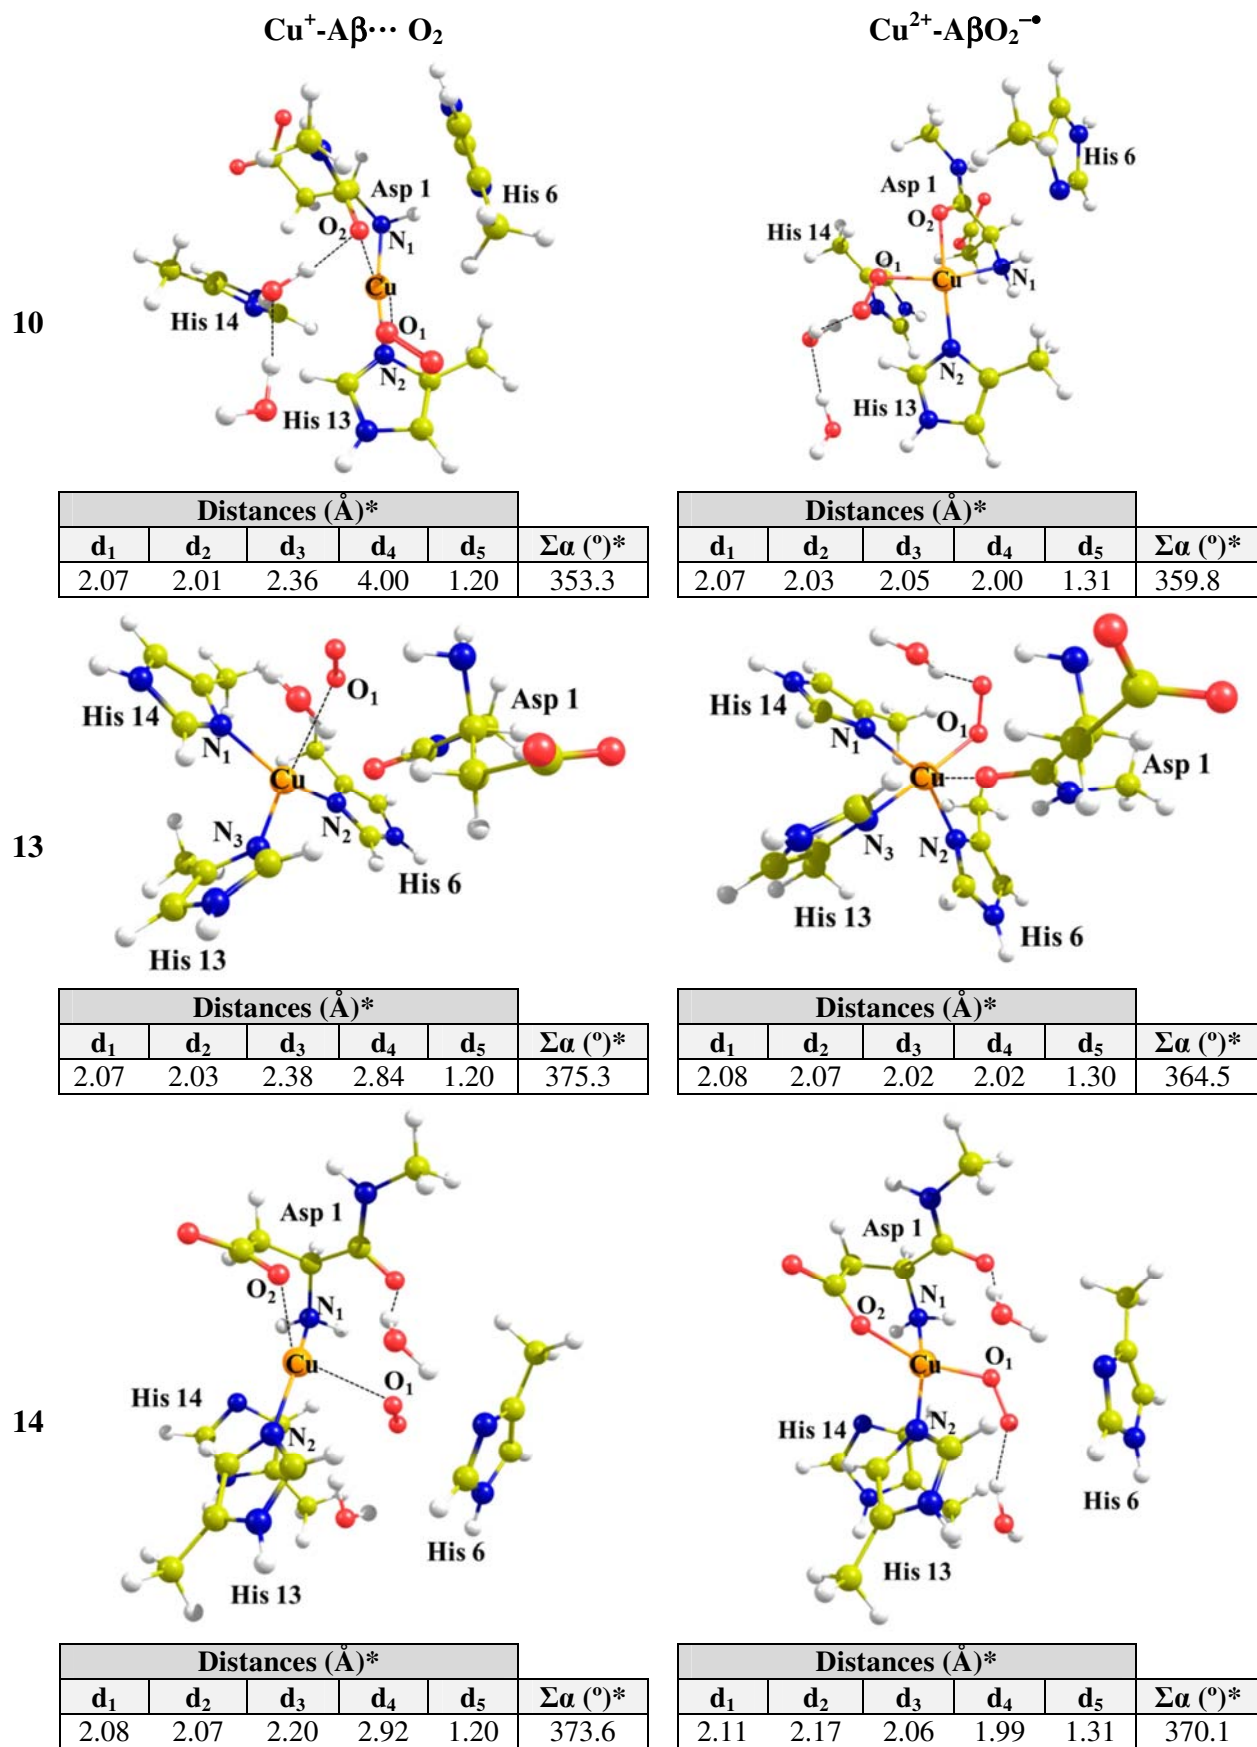 Cu⁺-Aβ··· O₂
Cu²⁺-AβO₂⁻•
10
Asp 1
His 6
O₂
N₁
Cu
His 14
O₁
N₂
His 13
His 6
Asp 1
O₂
His 14
O₁
Cu
N₁
N₂
His 13
Distances (Å)*
d₁ d₂ d₃ d₄ d₅ Σα (º)*
2.07 2.01 2.36 4.00 1.20 353.3
Distances (Å)*
d₁ d₂ d₃ d₄ d₅ Σα (º)*
2.07 2.03 2.05 2.00 1.31 359.8
13
O₁
His 14
Asp 1
N₁
Cu
N₂
N₃
His 6
His 13
His 14
O₁
N₁
Asp 1
Cu
N₃
N₂
His 13
His 6
Distances (Å)*
d₁ d₂ d₃ d₄ d₅ Σα (º)*
2.07 2.03 2.38 2.84 1.20 375.3
Distances (Å)*
d₁ d₂ d₃ d₄ d₅ Σα (º)*
2.08 2.07 2.02 2.02 1.30 364.5
14
Asp 1
O₂
N₁
Cu
O₁
His 14
N₂
His 6
His 13
Asp 1
N₁
O₂
O₁
Cu
N₂
His 14
His 6
His 13
Distances (Å)*
d₁ d₂ d₃ d₄ d₅ Σα (º)*
2.08 2.07 2.20 2.92 1.20 373.6
Distances (Å)*
d₁ d₂ d₃ d₄ d₅ Σα (º)*
2.11 2.17 2.06 1.99 1.31 370.1